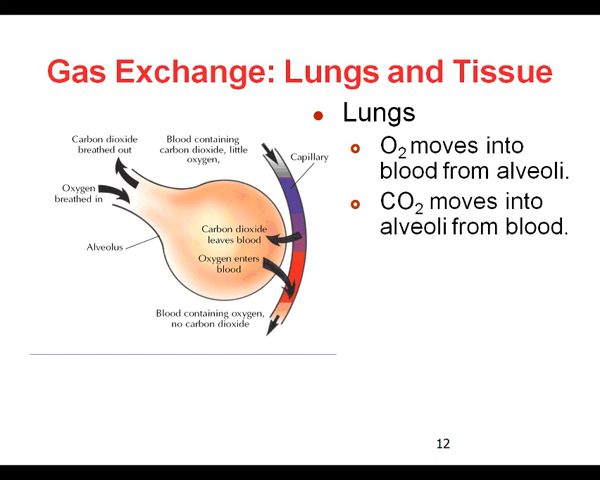 Gas Exchange: Lungs and Tissue
• Lungs
O2 moves into
blood from alveoli.
CO2 moves into
alveoli from blood.
Carbon dioxide
breathed out
Blood containing
carbon dioxide, little
oxygen,
Capillary
Oxygen
breathed in
Carbon dioxide
leaves blood
Alveolus
Oxygen enters
blood
Blood containing oxygen,
no carbon dioxide
12